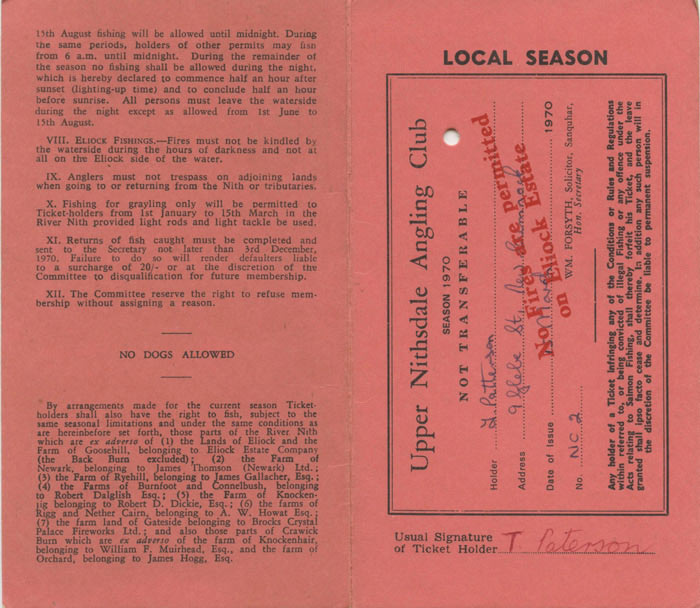 15th August fishing will be allowed until midnight. During
the same periods, holders of other permits may fish
from 6 a.m. until midnight. During the remainder of
the season no fishing shall be allowed during the night,
which is hereby declared to commence half an hour after
sunset (lighting-up time) and to conclude half an hour
before sunrise. All persons must leave the waterside
during the night except as allowed from 1st June to
15th August.
VIII. ELIOCK FISHINGS.—Fires must not be kindled by
the waterside during the hours of darkness and not at
all on the Eliock side of the water.
IX. Anglers must not trespass on adjoining lands
when going to or returning from the Nith or tributaries.
X. Fishing for grayling only will be permitted to
Ticket-holders from 1st January to 15th March in the
River Nith provided light rods and light tackle be used.
XI. Returns of fish caught must be completed and
sent to the Secretary not later than 3rd December,
1970. Failure to do so will render defaulters liable
to a surcharge of 20/- or at the discretion of the
Committee to disqualification for future membership.
XII. The Committee reserve the right to refuse mem-
bership without assigning a reason.
NO DOGS ALLOWED
By arrangements made for the current season Ticket-
holders shall also have the right to fish, subject to the
same seasonal limitations and under the same conditions as
are hereinbefore set forth, those parts of the River Nith
which are ex adverso of (1) the Lands of Eliock and the
Farm of Goosehill, belonging to Eliock Estate Company
(the Back Burn excluded); (2) the Farm of
Newark, belonging to James Thomson (Newark) Ltd.;
(3) the Farm of Ryehill, belonging to James Gallacher, Esq.;
(4) the Farms of Burnfoot and Connelbush, belonging
to Robert Dalglish Esq.; (5) the Farm of Knocken-
jig belonging to Robert D. Dickie, Esq.; (6) the farms of
Rigg and Nether Cairn, belonging to A. W. Howat Esq.;
(7) the farm land of Gateside belonging to Brocks Crystal
Palace Fireworks Ltd.; and also those parts of Crawick
Burn which are ex adverso of the farm of Knockenhair,
belonging to William F. Muirhead, Esq., and the farm of
Orchard, belonging to James Hogg, Esq.
LOCAL SEASON
Upper Nithsdale Angling Club
SEASON 1970
NOT TRANSFERABLE
Holder Patterson
Address 9 Glebe St. New Cumnock
Date of Issue 1970
No. N.C. 2
WM. FORSYTH, Solicitor, Sanquhar,
Hon. Secretary
No Fires are permitted
on Eliock Estate
Any holder of a Ticket infringing any of the Conditions or Rules and Regulations
within referred to, or being convicted of illegal Fishing or any offence under the
Acts relating to Salmon Fishing, shall thereby forfeit his Ticket, and the leave
granted shall ipso facto cease and determine. In addition any such person will in
the discretion of the Committee be liable to permanent suspension.
Usual Signature
of Ticket Holder T. Paterson